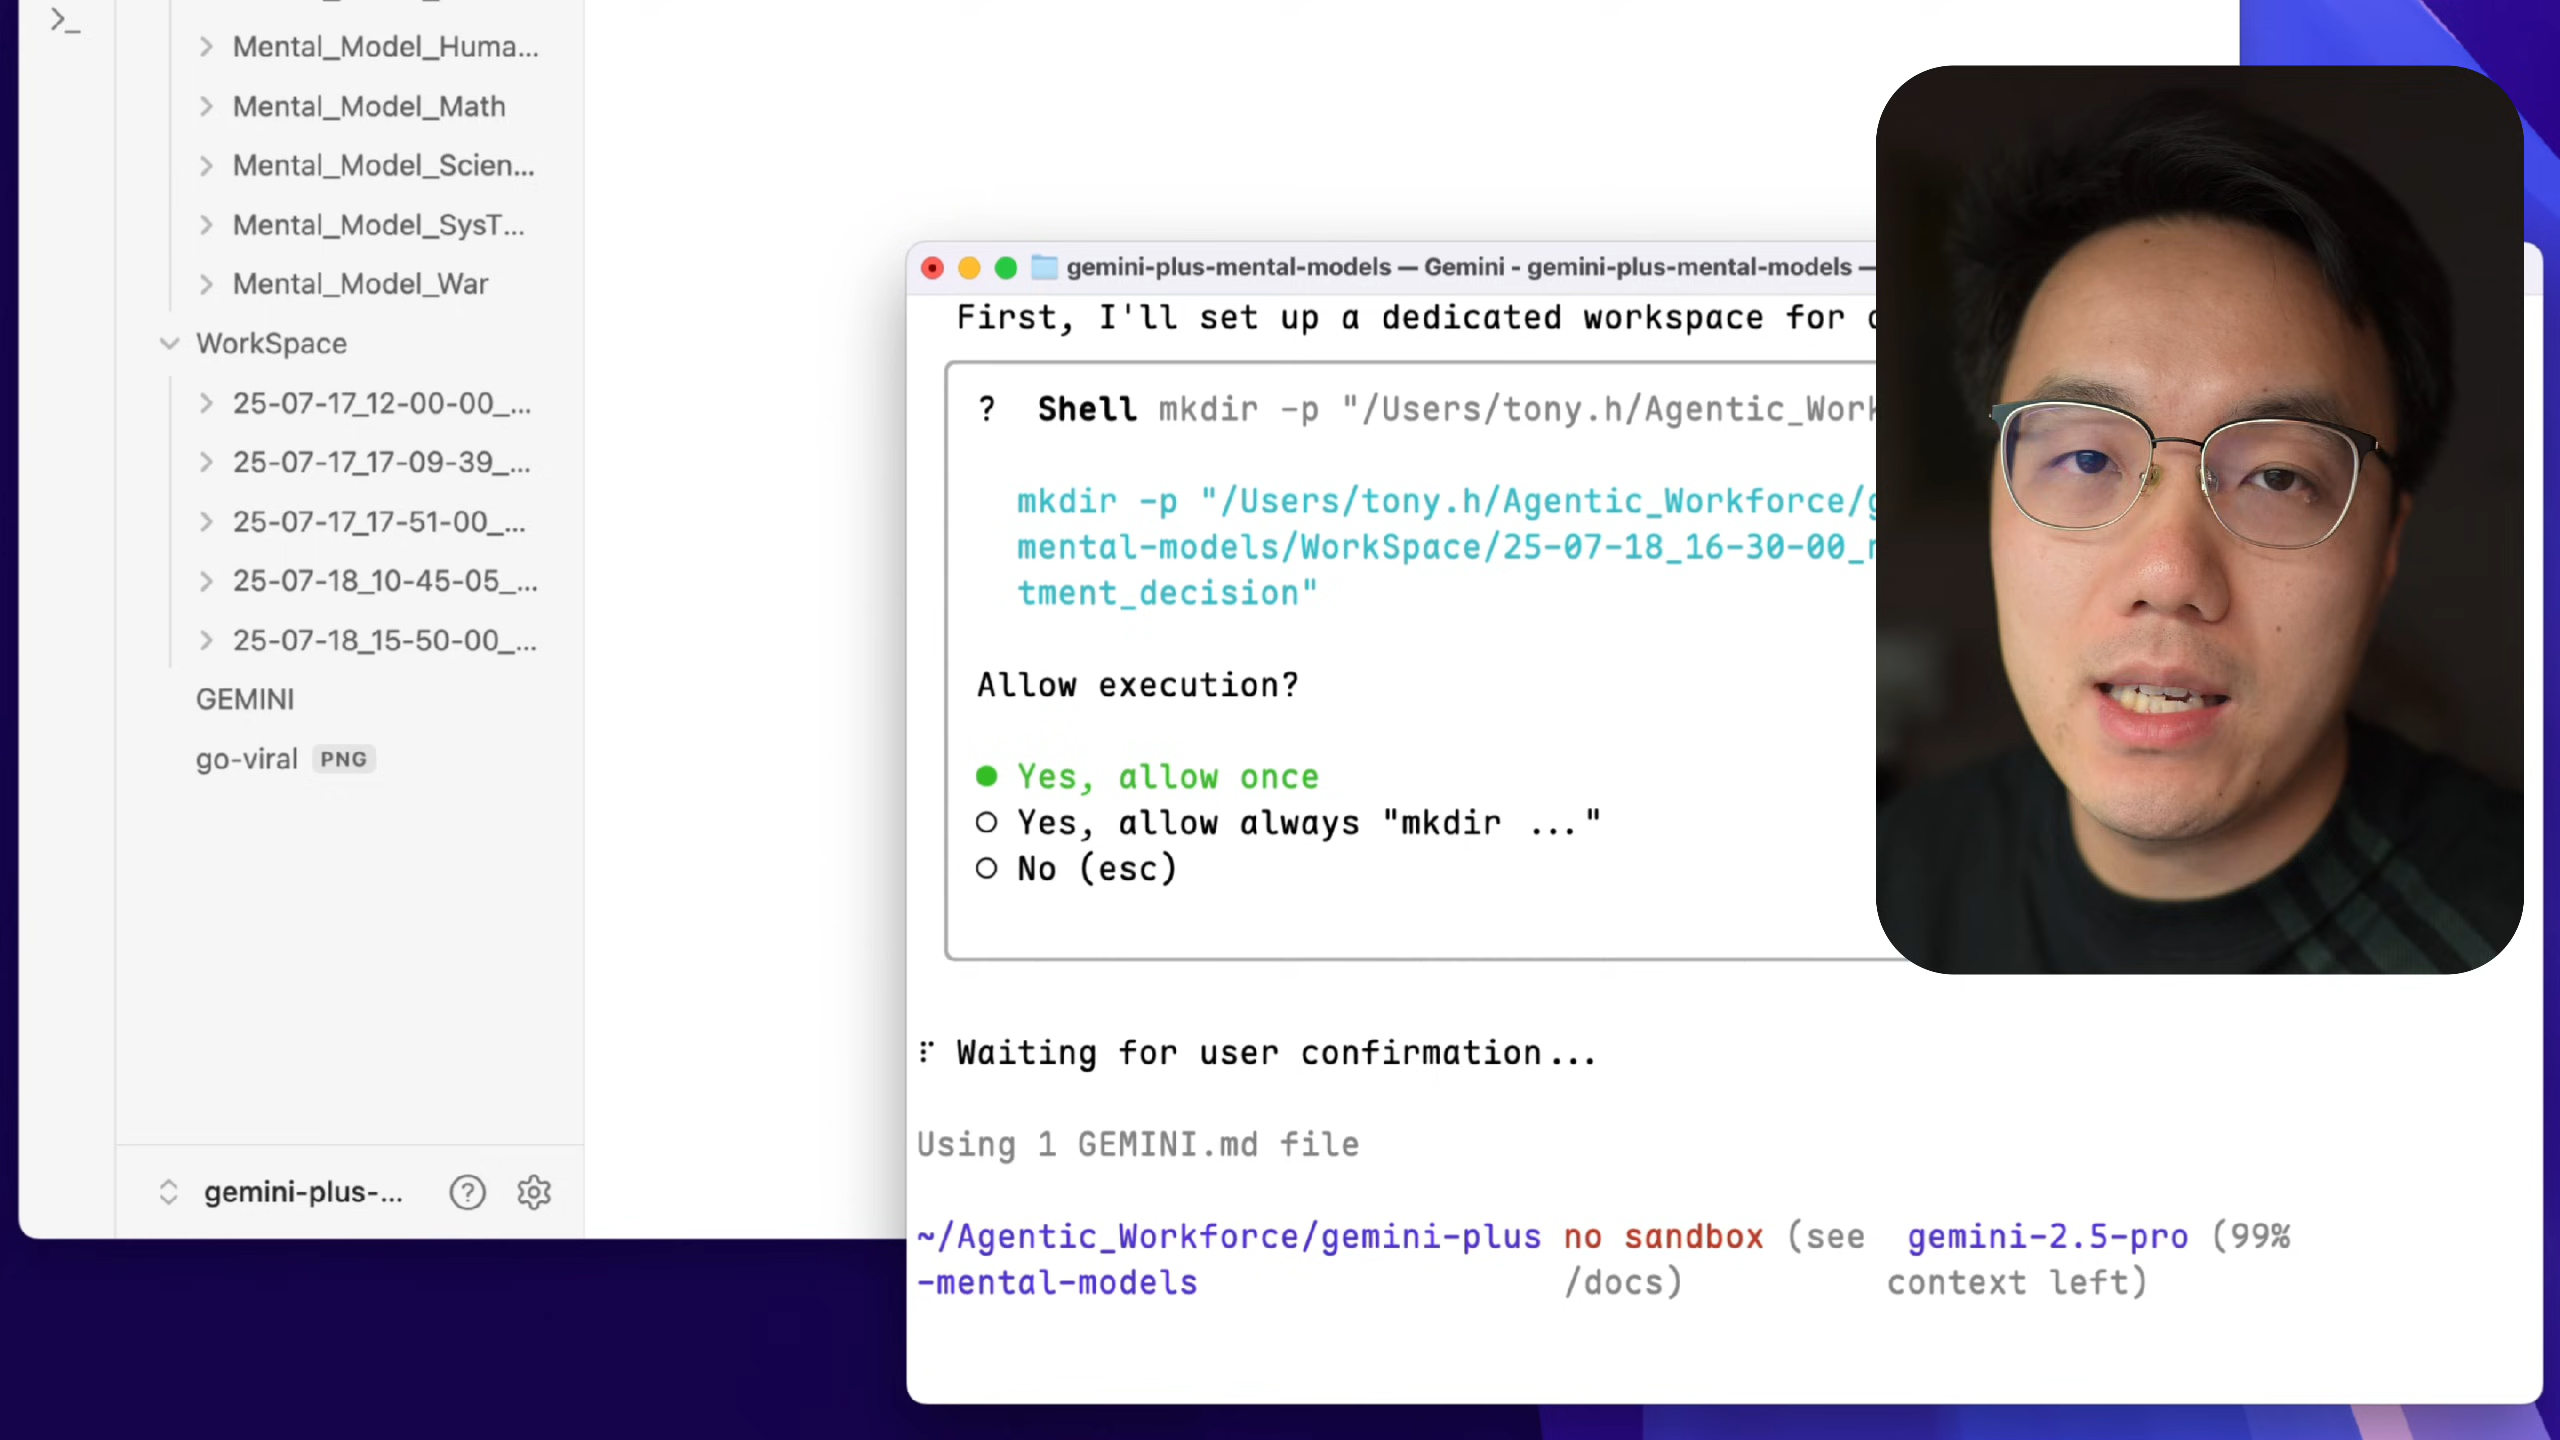 >_
Mental_Model_Huma...
Mental_Model_Math
Mental_Model_Scien...
Mental_Model_SysT...
Mental_Model_War
WorkSpace
25-07-17_12-00-00_...
25-07-17_17-09-39_...
25-07-17_17-51-00_...
25-07-18_10-45-05_...
25-07-18_15-50-00_...
GEMINI
go-viral PNG
gemini-plus-...
gemini-plus-mental-models — Gemini - gemini-plus-mental-models —
First, I'll set up a dedicated workspace for
? Shell mkdir -p "/Users/tony.h/Agentic_Work
mkdir -p "/Users/tony.h/Agentic_Workforce/g
mental-models/WorkSpace/25-07-18_16-30-00_
tment_decision"
Allow execution?
Yes, allow once
Yes, allow always "mkdir ..."
No (esc)
Waiting for user confirmation...
Using 1 GEMINI.md file
~/Agentic_Workforce/gemini-plus no sandbox (see gemini-2.5-pro (99%
-mental-models /docs) context left)